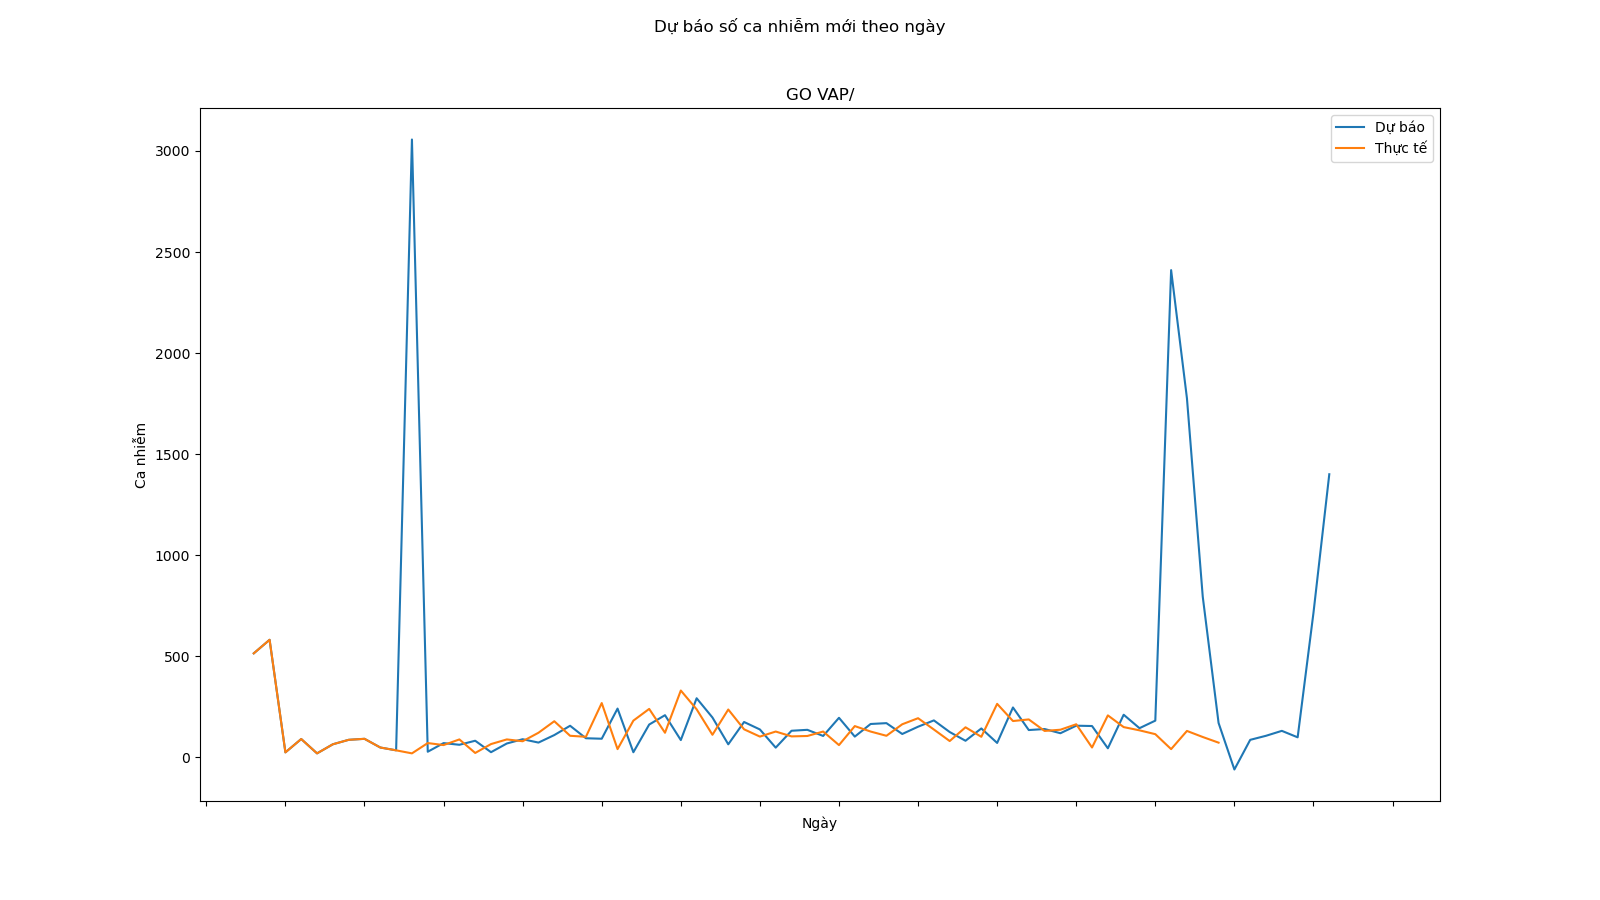 Dự báo số ca nhiễm mới theo ngày
GO VAP/
Dự báo
Thực tế
3000
2500
2000
1500
1000
500
0
Ca nhiễm
Ngày